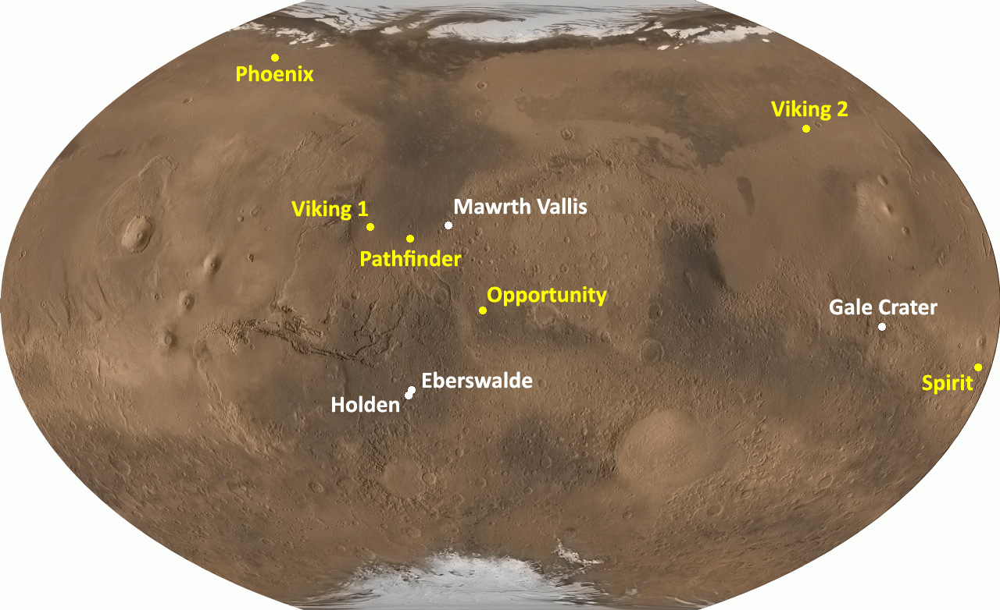 Phoenix
Viking 2
Viking 1
Mawrth Vallis
Pathfinder
Opportunity
Gale Crater
Eberswalde
Spirit
Holden